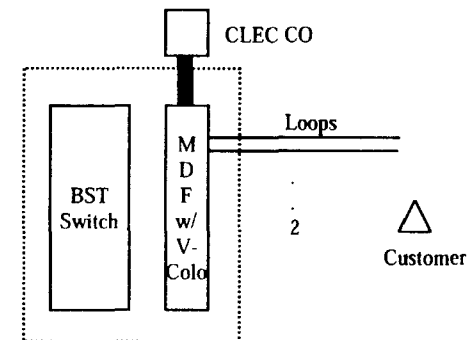 CLEC CO
Loops
M
D
F
w/
V-
Colo
BST
Switch
.
.
2
Customer